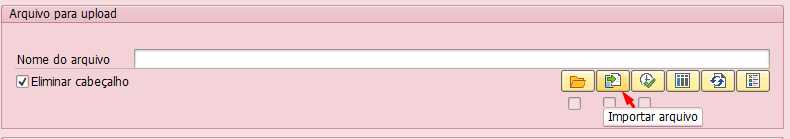 Arquivo para upload
Nome do arquivo
Eliminar cabeçalho
Importar arquivo